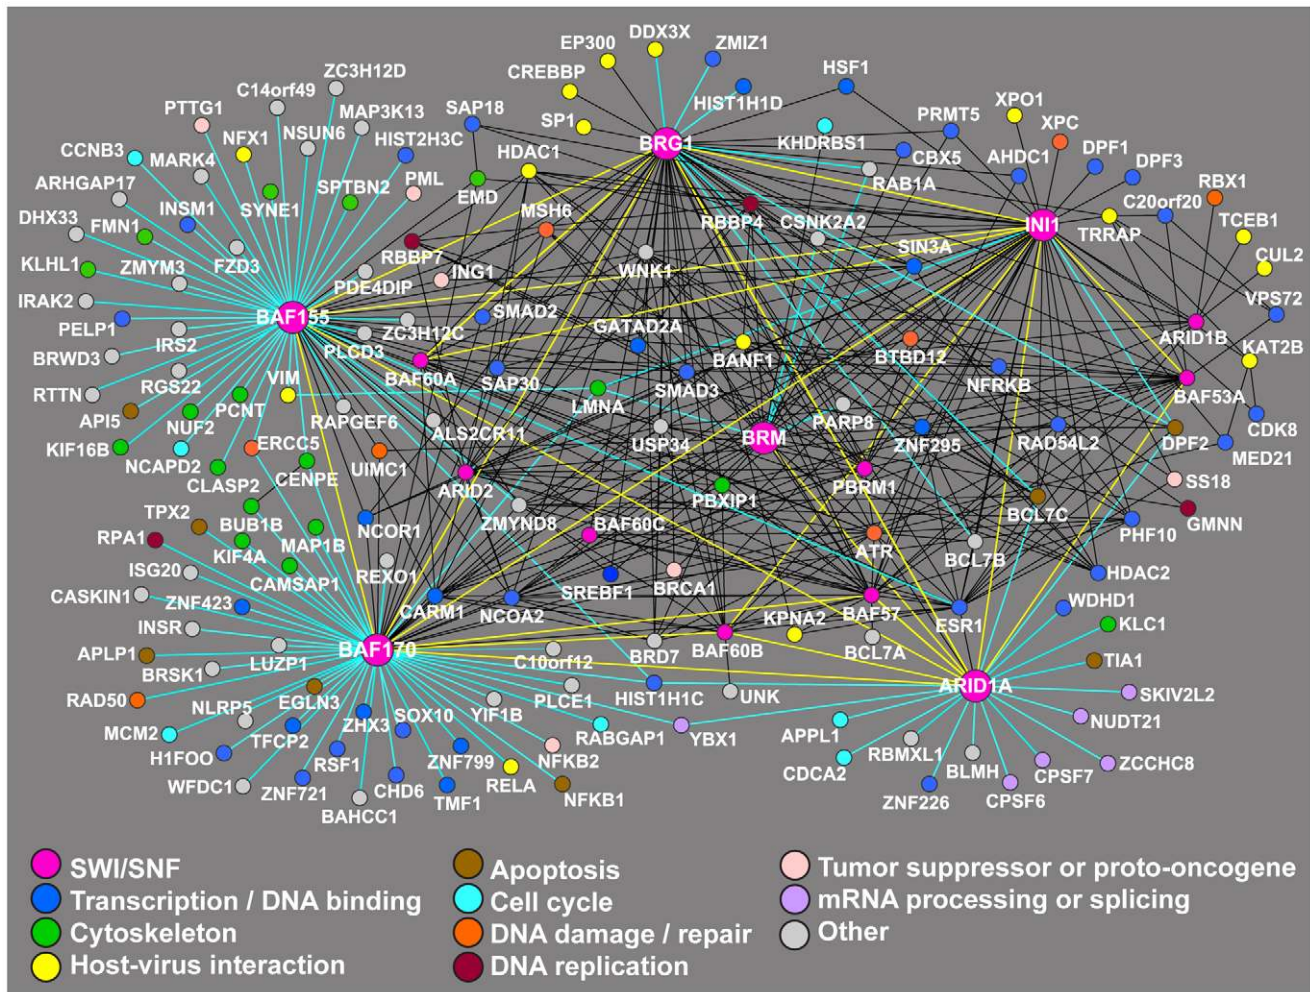 DDX3X
EP300
ZMIZ1
CREBBP
HSF1
ZC3H12D
C14orf49
HIST1H1D
PTTG1
MAP3K13
SAP18
XPO1
NFX1
NSUN6
HIST2H3C
SP1
PRMT5
XPC
CCNB3
MARK4
HDAC1
BRG1
KHDRBS1
CBX5
AHDC1
DPF1
DPF3
ARHGAP17
SPTBN2
PML
EMD
RAB1A
RBX1
INSM1
SYNE1
MSH6
RBBP4
CSNK2A2
C20orf20
DHX33
FMN1
INI1
TRRAP
TCEB1
KLHL1
ZMYM3
FZD3
RBBP7
ING1
WNK1
SIN3A
CUL2
IRAK2
PDE4DIP
VPS72
PELP1
BAF155
SMAD2
ZC3H12C
GATAD2A
IRS2
PLCD3
BANF1
BTBD12
ARID1B
KAT2B
BRWD3
RGS22
BAF60A
SAP30
SMAD3
NFRKB
RTTN
VIM
LMNA
BAF53A
API5
PCNT
RAPGEF6
PARP8
CDK8
NUF2
ALS2CR11
USP34
BRM
ZNF295
RAD54L2
DPF2
KIF16B
ERCC5
MED21
NCAPD2
CENPE
UIMC1
CLASP2
ARID2
PBXIP1
PBRM1
SS18
TPX2
BCL7C
GMNN
BUB1B
NCOR1
ZMYND8
BAF60C
PHF10
RPA1
KIF4A
MAP1B
ATR
BCL7B
ISG20
CAMSAP1
REXO1
SREBF1
BRCA1
HDAC2
CASKIN1
ZNF423
CARM1
NCOA2
BAF57
ESR1
WDHD1
INSR
KPNA2
KLC1
APLP1
LUZP1
BAF170
C10orf12
BRD7
BAF60B
BCL7A
TIA1
BRSK1
ARID1A
RAD50
EGLN3
PLCE1
HIST1H1C
UNK
SKIV2L2
NLRP5
YIF1B
NUDT21
MCM2
ZHX3
SOX10
RABGAP1
YBX1
APPL1
TFCP2
RBMXL1
H1FOO
RSF1
ZNF799
NFKB2
CDCA2
BLMH
CPSF7
ZCCHC8
WFDC1
ZNF721
CHD6
RELA
NFKB1
ZNF226
CPSF6
BAHCC1
TMF1
SWI/SNF
Apoptosis
Tumor suppressor or proto-oncogene
Transcription / DNA binding
Cell cycle
mRNA processing or splicing
Cytoskeleton
DNA damage / repair
Other
Host-virus interaction
DNA replication